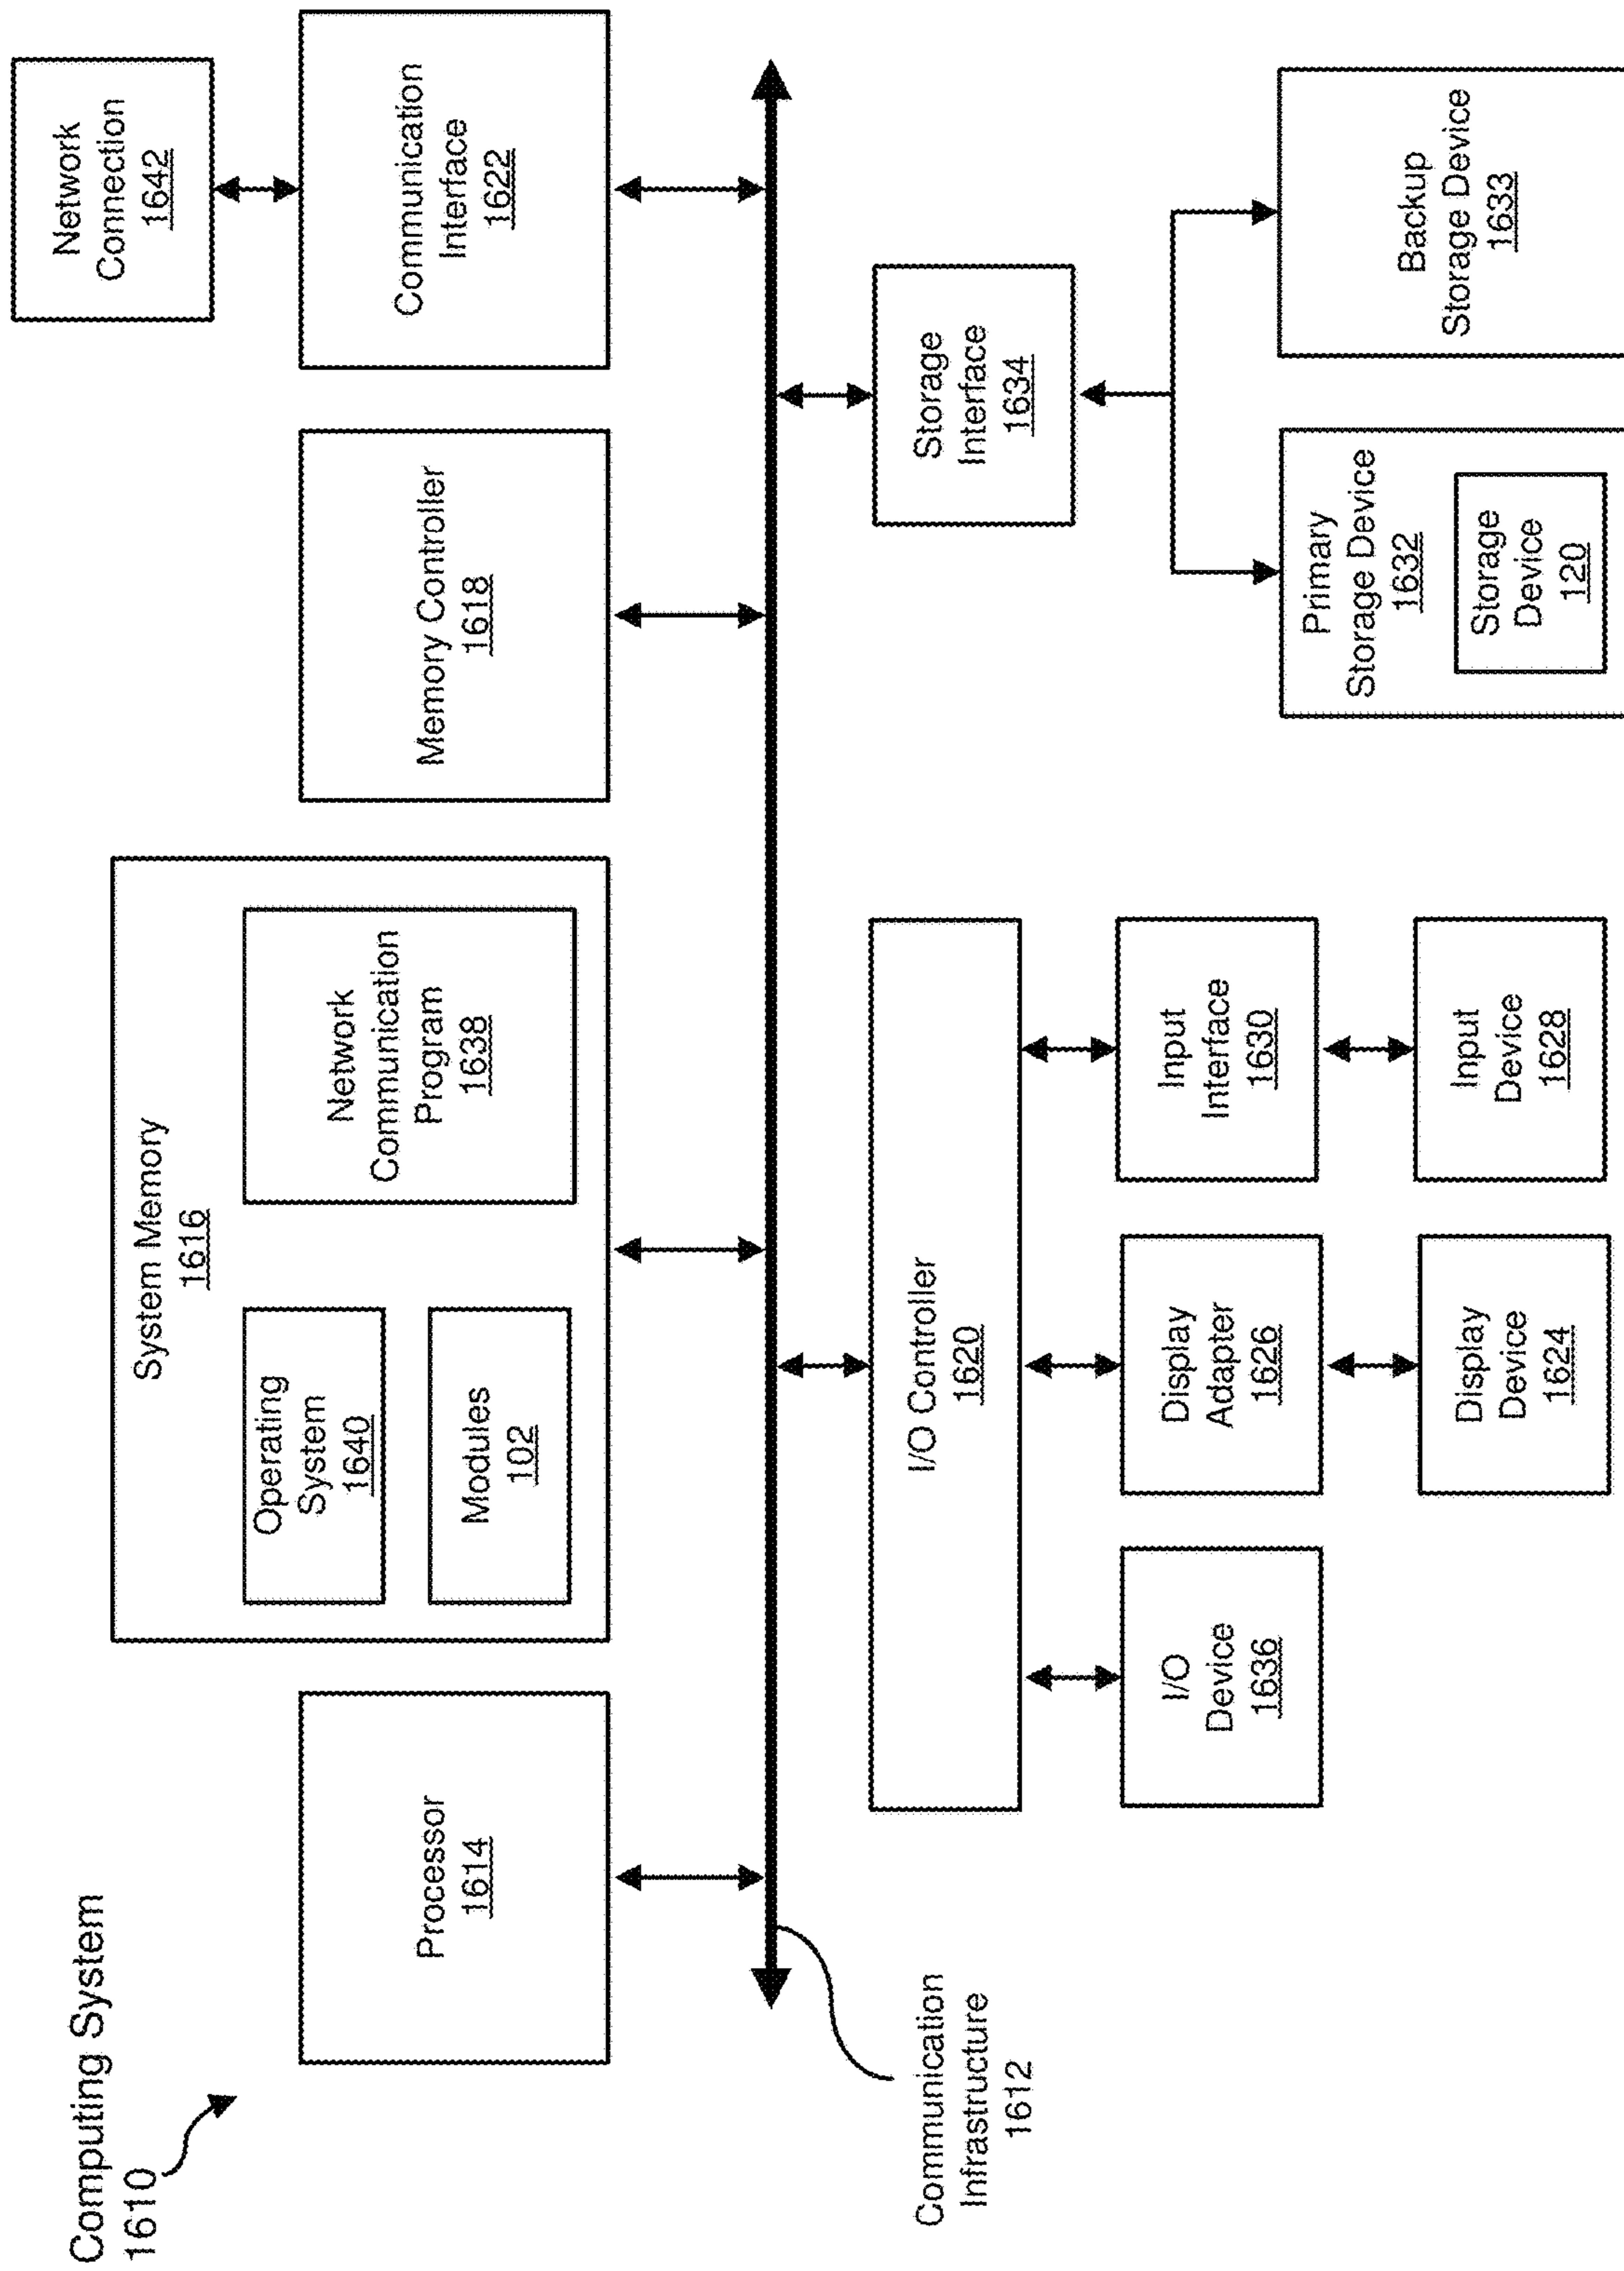 Computing System
1610
Processor
1614
System Memory
1616
Operating
System
1640
Modules
102
Network
Communication
Program
1638
Memory Controller
1618
Network
Connection
1642
Communication
Interface
1622
Communication
Infrastructure
1612
I/O Controller
1620
I/O
Device
1636
Display
Adapter
1626
Input
Interface
1630
Display
Device
1624
Input
Device
1628
Storage
Interface
1634
Primary
Storage Device
1632
Storage
Device
120
Backup
Storage Device
1633